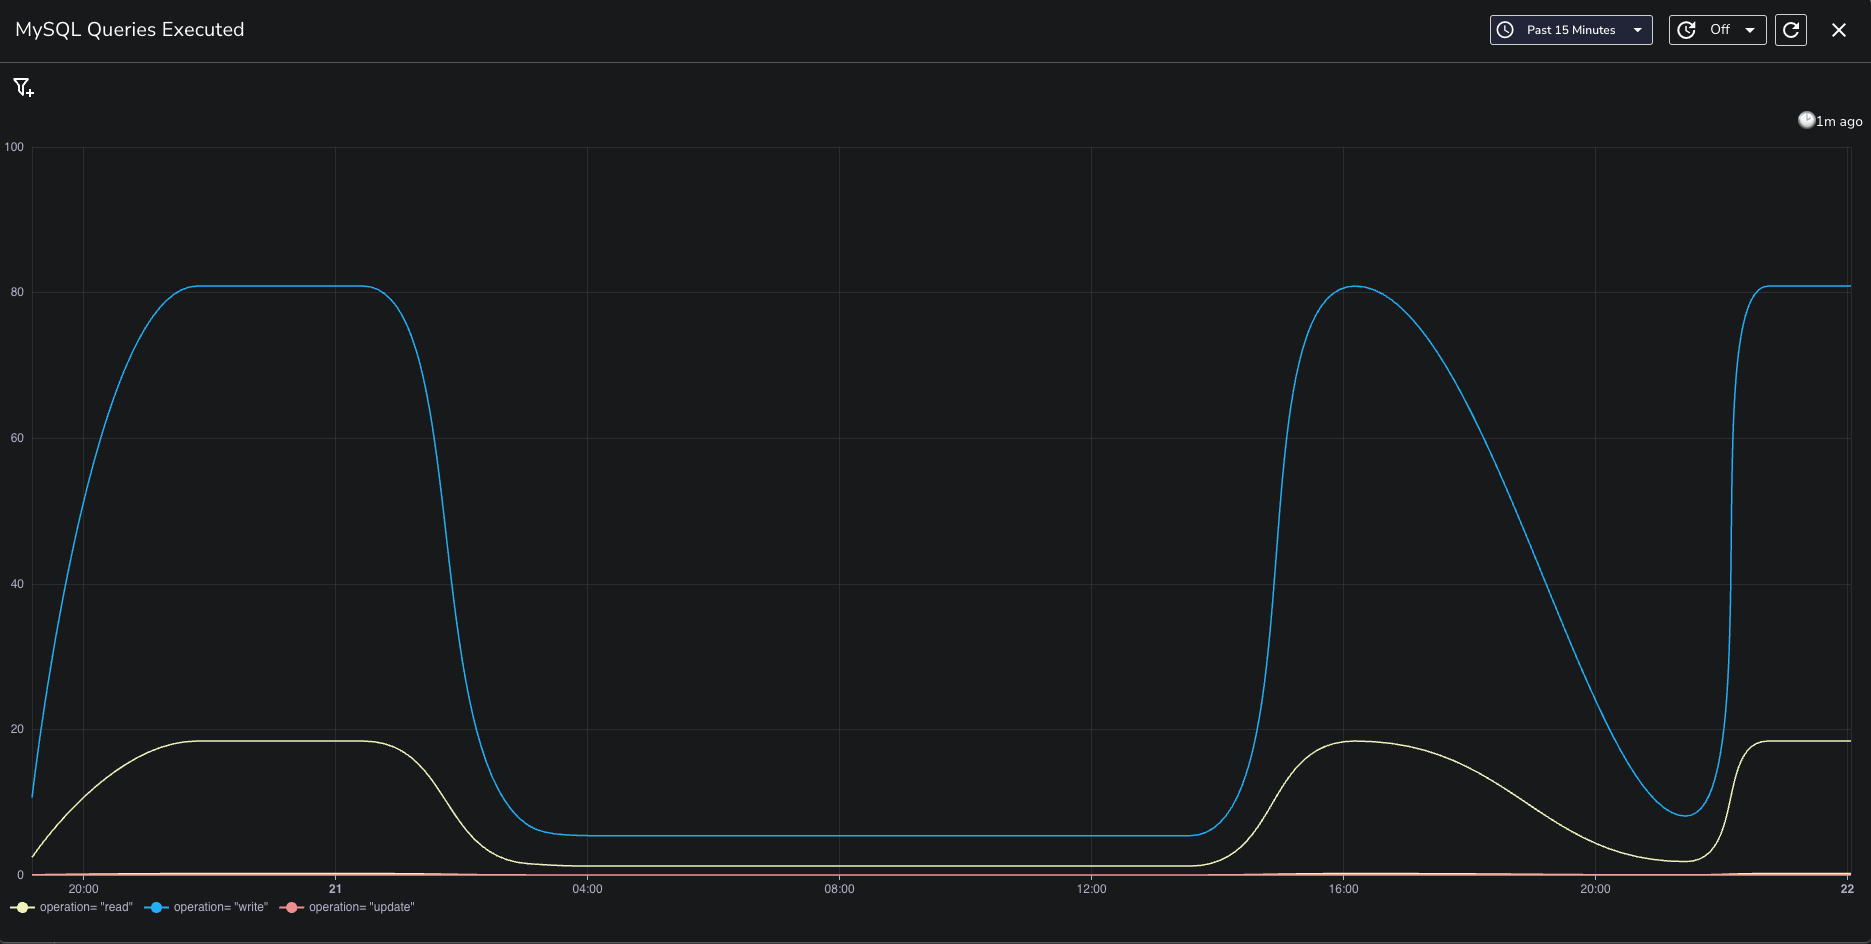 MySQL Queries Executed
Past 15 Minutes
Off
1m ago
100
80
60
40
20
0
20:00 21 04:00 08:00 12:00 16:00 20:00 22
operation= "read" operation= "write" operation= "update"